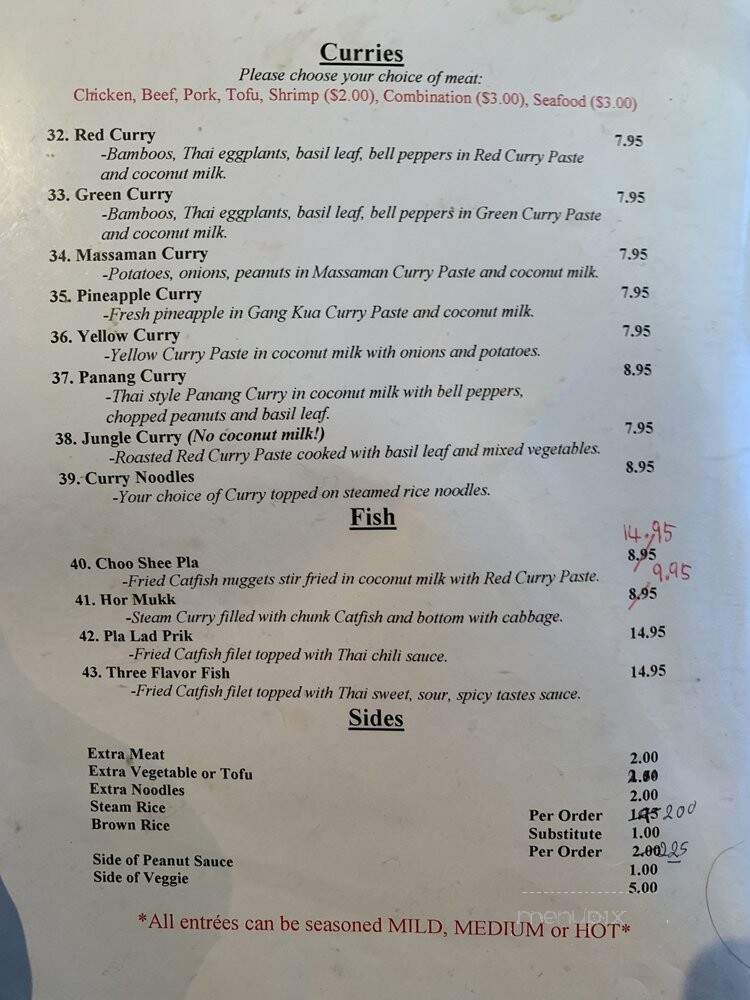 Curries
Please choose your choice of meat:
Chicken, Beef, Pork, Tofu, Shrimp ($2.00), Combination ($3.00), Seafood ($3.00)
32. Red Curry 7.95
-Bamboos, Thai eggplants, basil leaf, bell peppers in Red Curry Paste
and coconut milk.
33. Green Curry 7.95
-Bamboos, Thai eggplants, basil leaf, bell peppers in Green Curry Paste
and coconut milk.
34. Massaman Curry 7.95
-Potatoes, onions, peanuts in Massaman Curry Paste and coconut milk.
35. Pineapple Curry 7.95
-Fresh pineapple in Gang Kua Curry Paste and coconut milk.
36. Yellow Curry 7.95
-Yellow Curry Paste in coconut milk with onions and potatoes.
37. Panang Curry 8.95
-Thai style Panang Curry in coconut milk with bell peppers,
chopped peanuts and basil leaf.
38. Jungle Curry (No coconut milk!) 7.95
-Roasted Red Curry Paste cooked with basil leaf and mixed vegetables.
39. Curry Noodles 8.95
-Your choice of Curry topped on steamed rice noodles.
Fish
14.95
40. Choo Shee Pla 8.95
-Fried Catfish nuggets stir fried in coconut milk with Red Curry Paste. 9.95
41. Hor Mukk 8.95
-Steam Curry filled with chunk Catfish and bottom with cabbage.
42. Pla Lad Prik 14.95
-Fried Catfish filet topped with Thai chili sauce.
43. Three Flavor Fish 14.95
-Fried Catfish filet topped with Thai sweet, sour, spicy tastes sauce.
Sides
Extra Meat 2.00
Extra Vegetable or Tofu
Extra Noodles 2.00
Steam Rice Per Order 200
Brown Rice Substitute 1.00
Per Order 2.00 225
Side of Peanut Sauce 1.00
Side of Veggie 5.00
menupix
*All entrées can be seasoned MILD, MEDIUM or HOT*